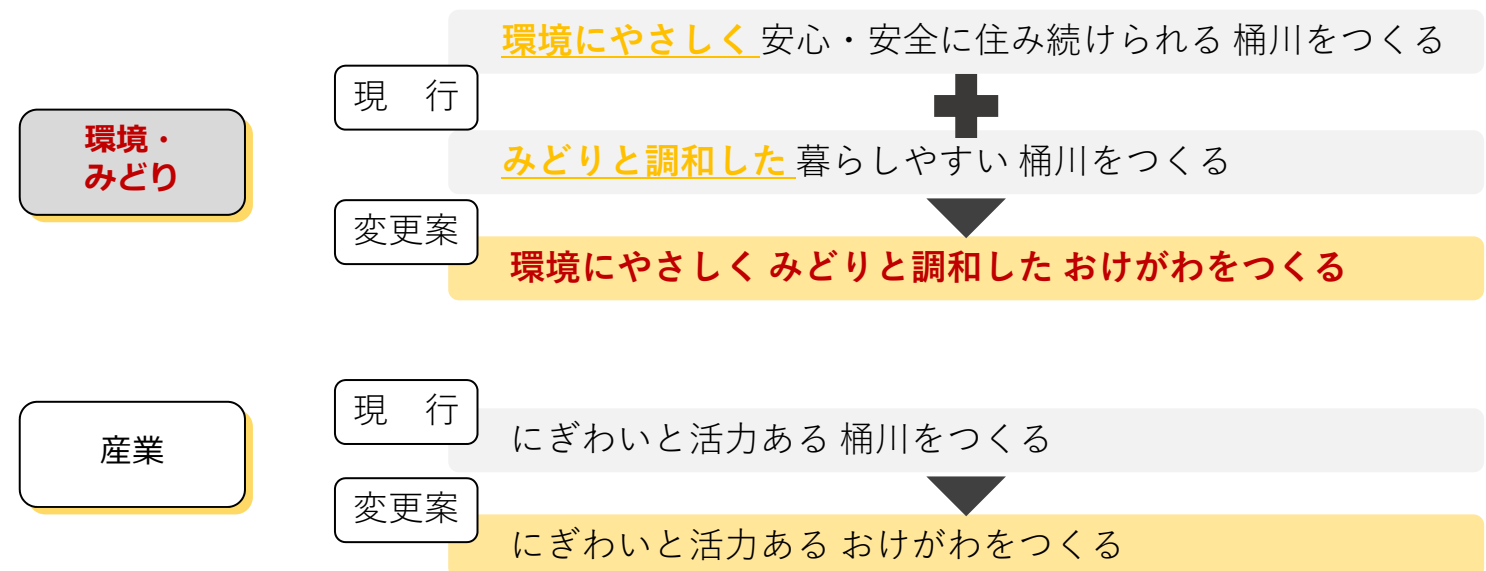 環境にやさしく 安心・安全に住み続けられる 桶川をつくる
現 行
環境・
みどり
みどりと調和した 暮らしやすい 桶川をつくる
変更案
環境にやさしく みどりと調和した おけがわをつくる
現 行
にぎわいと活力ある 桶川をつくる
産業
変更案
にぎわいと活力ある おけがわをつくる